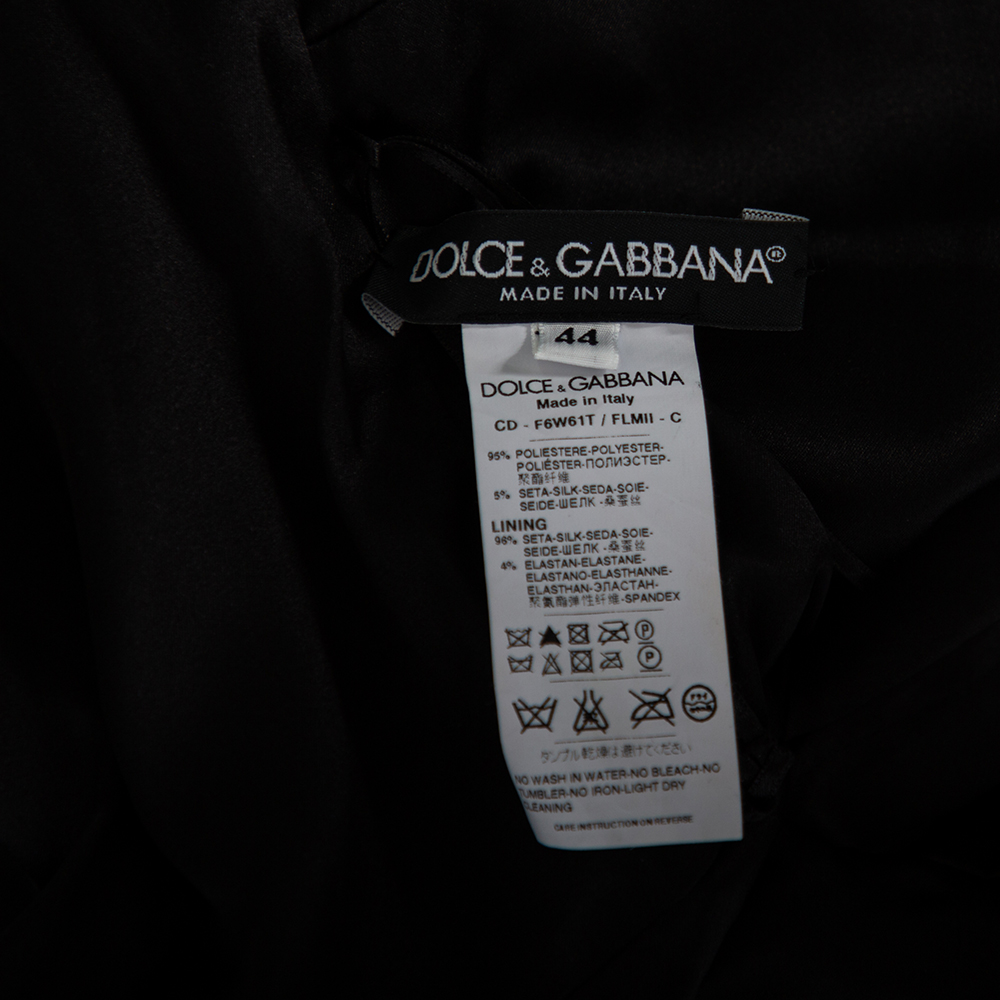 DOLCE & GABBANA®
MADE IN ITALY
44
DOLCE & GABBANA
Made in Italy
CD - F6W61T / FLMII - C
95% POLIESTERE-POLYESTER-
POLIÉSTER-ПОЛИЭСТЕР-
聚酯纤维
5% SETA-SILK-SEDA-SOIE-
SEIDE-ШЕЛК -桑蚕丝
LINING
96% SETA-SILK-SEDA-SOIE-
SEIDE-ШЕЛК -桑蚕丝
4% ELASTAN-ELASTANE-
ELASTANO-ELASTHANNE-
ELASTHAN-ЭЛАСТАН-
聚氨酯弹性纤维-SPANDEX
P
P
ドライ
タンブル乾燥は避けてください
NO WASH IN WATER-NO BLEACH-NO
TUMBLER-NO IRON-LIGHT DRY
CLEANING
CARE INSTRUCTION ON REVERSE